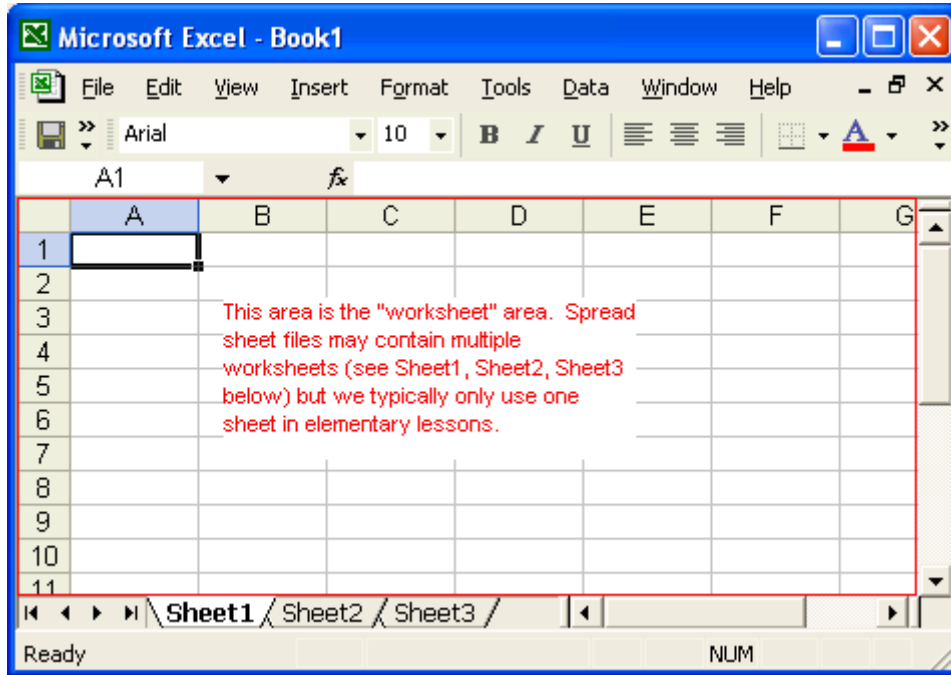 Microsoft Excel - Book1
File Edit View Insert Format Tools Data Window Help
Arial 10 B I U A
A1 fx
A B C D E F G
1
2
3
4
5
6
7
8
9
10
11
This area is the "worksheet" area. Spread
sheet files may contain multiple
worksheets (see Sheet1, Sheet2, Sheet3
below) but we typically only use one
sheet in elementary lessons.
Sheet1 Sheet2 Sheet3
Ready NUM